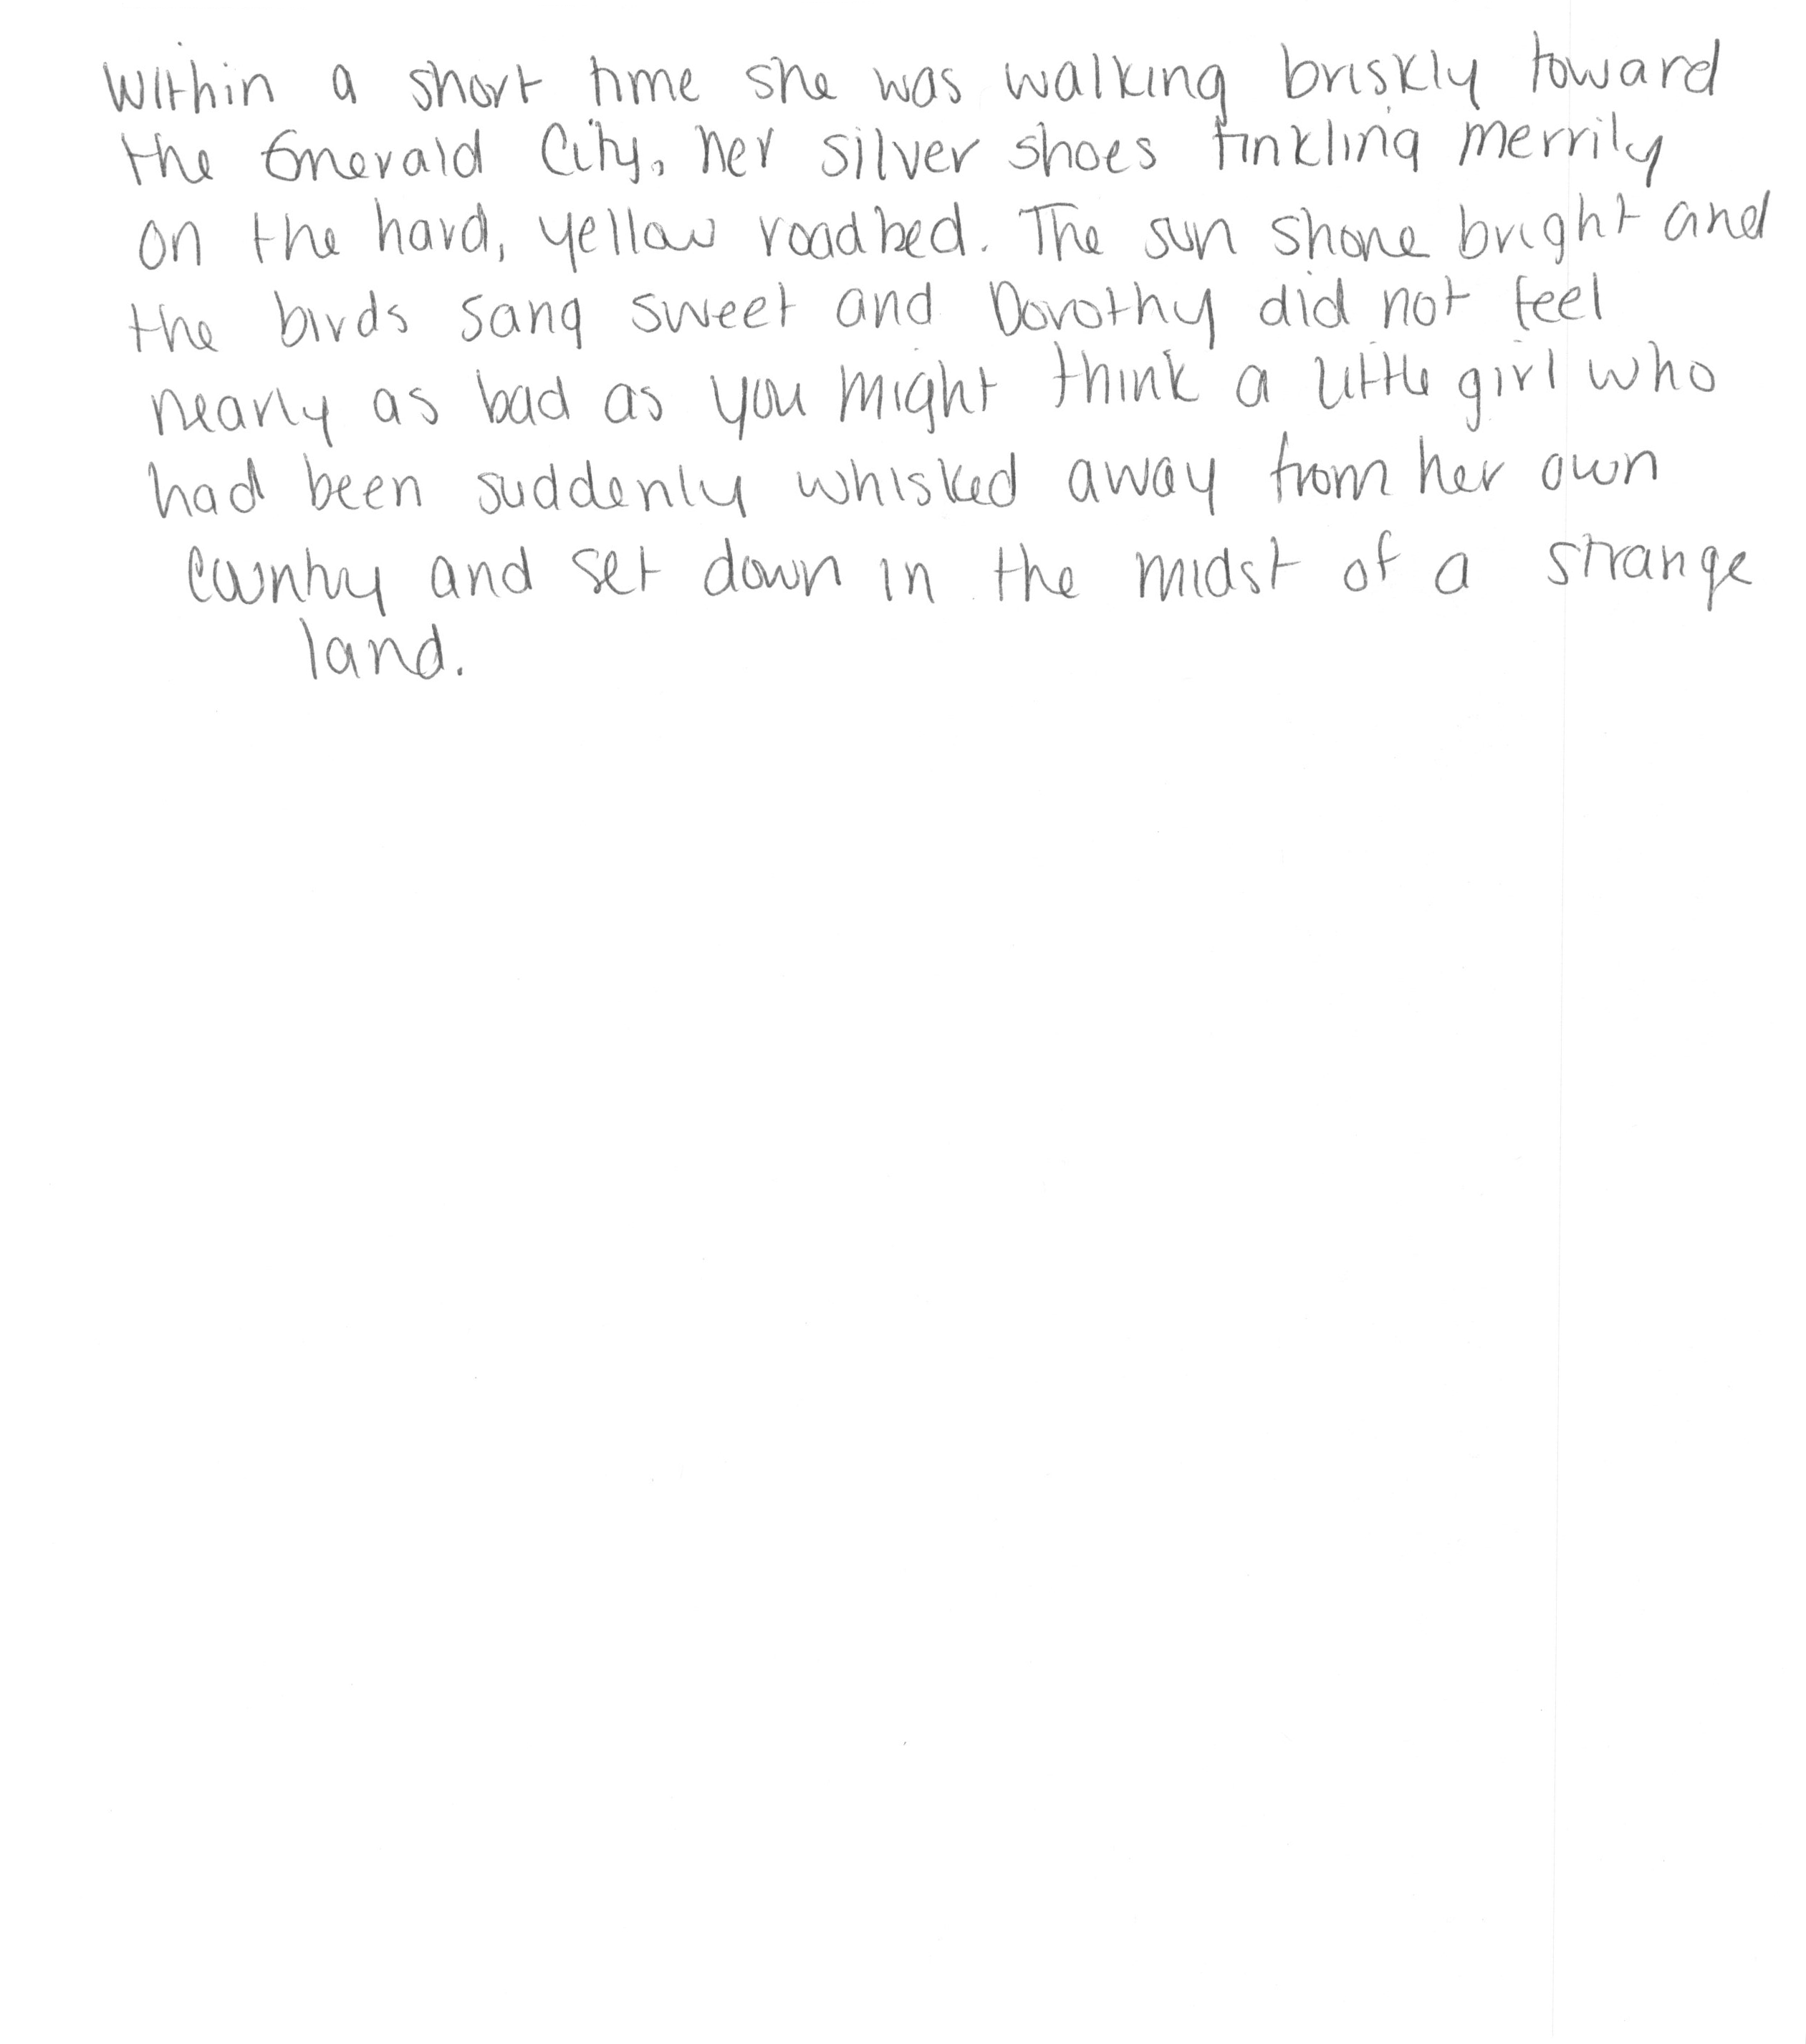 Within a short time she was walking briskly toward
the Emerald City, her silver shoes tinkling merrily
on the hard, yellow roadbed. The sun shone bright and
the birds sang sweet and Dorothy did not feel
nearly as bad as you might think a little girl who
had been suddenly whisked away from her own
country and set down in the midst of a strange
land.